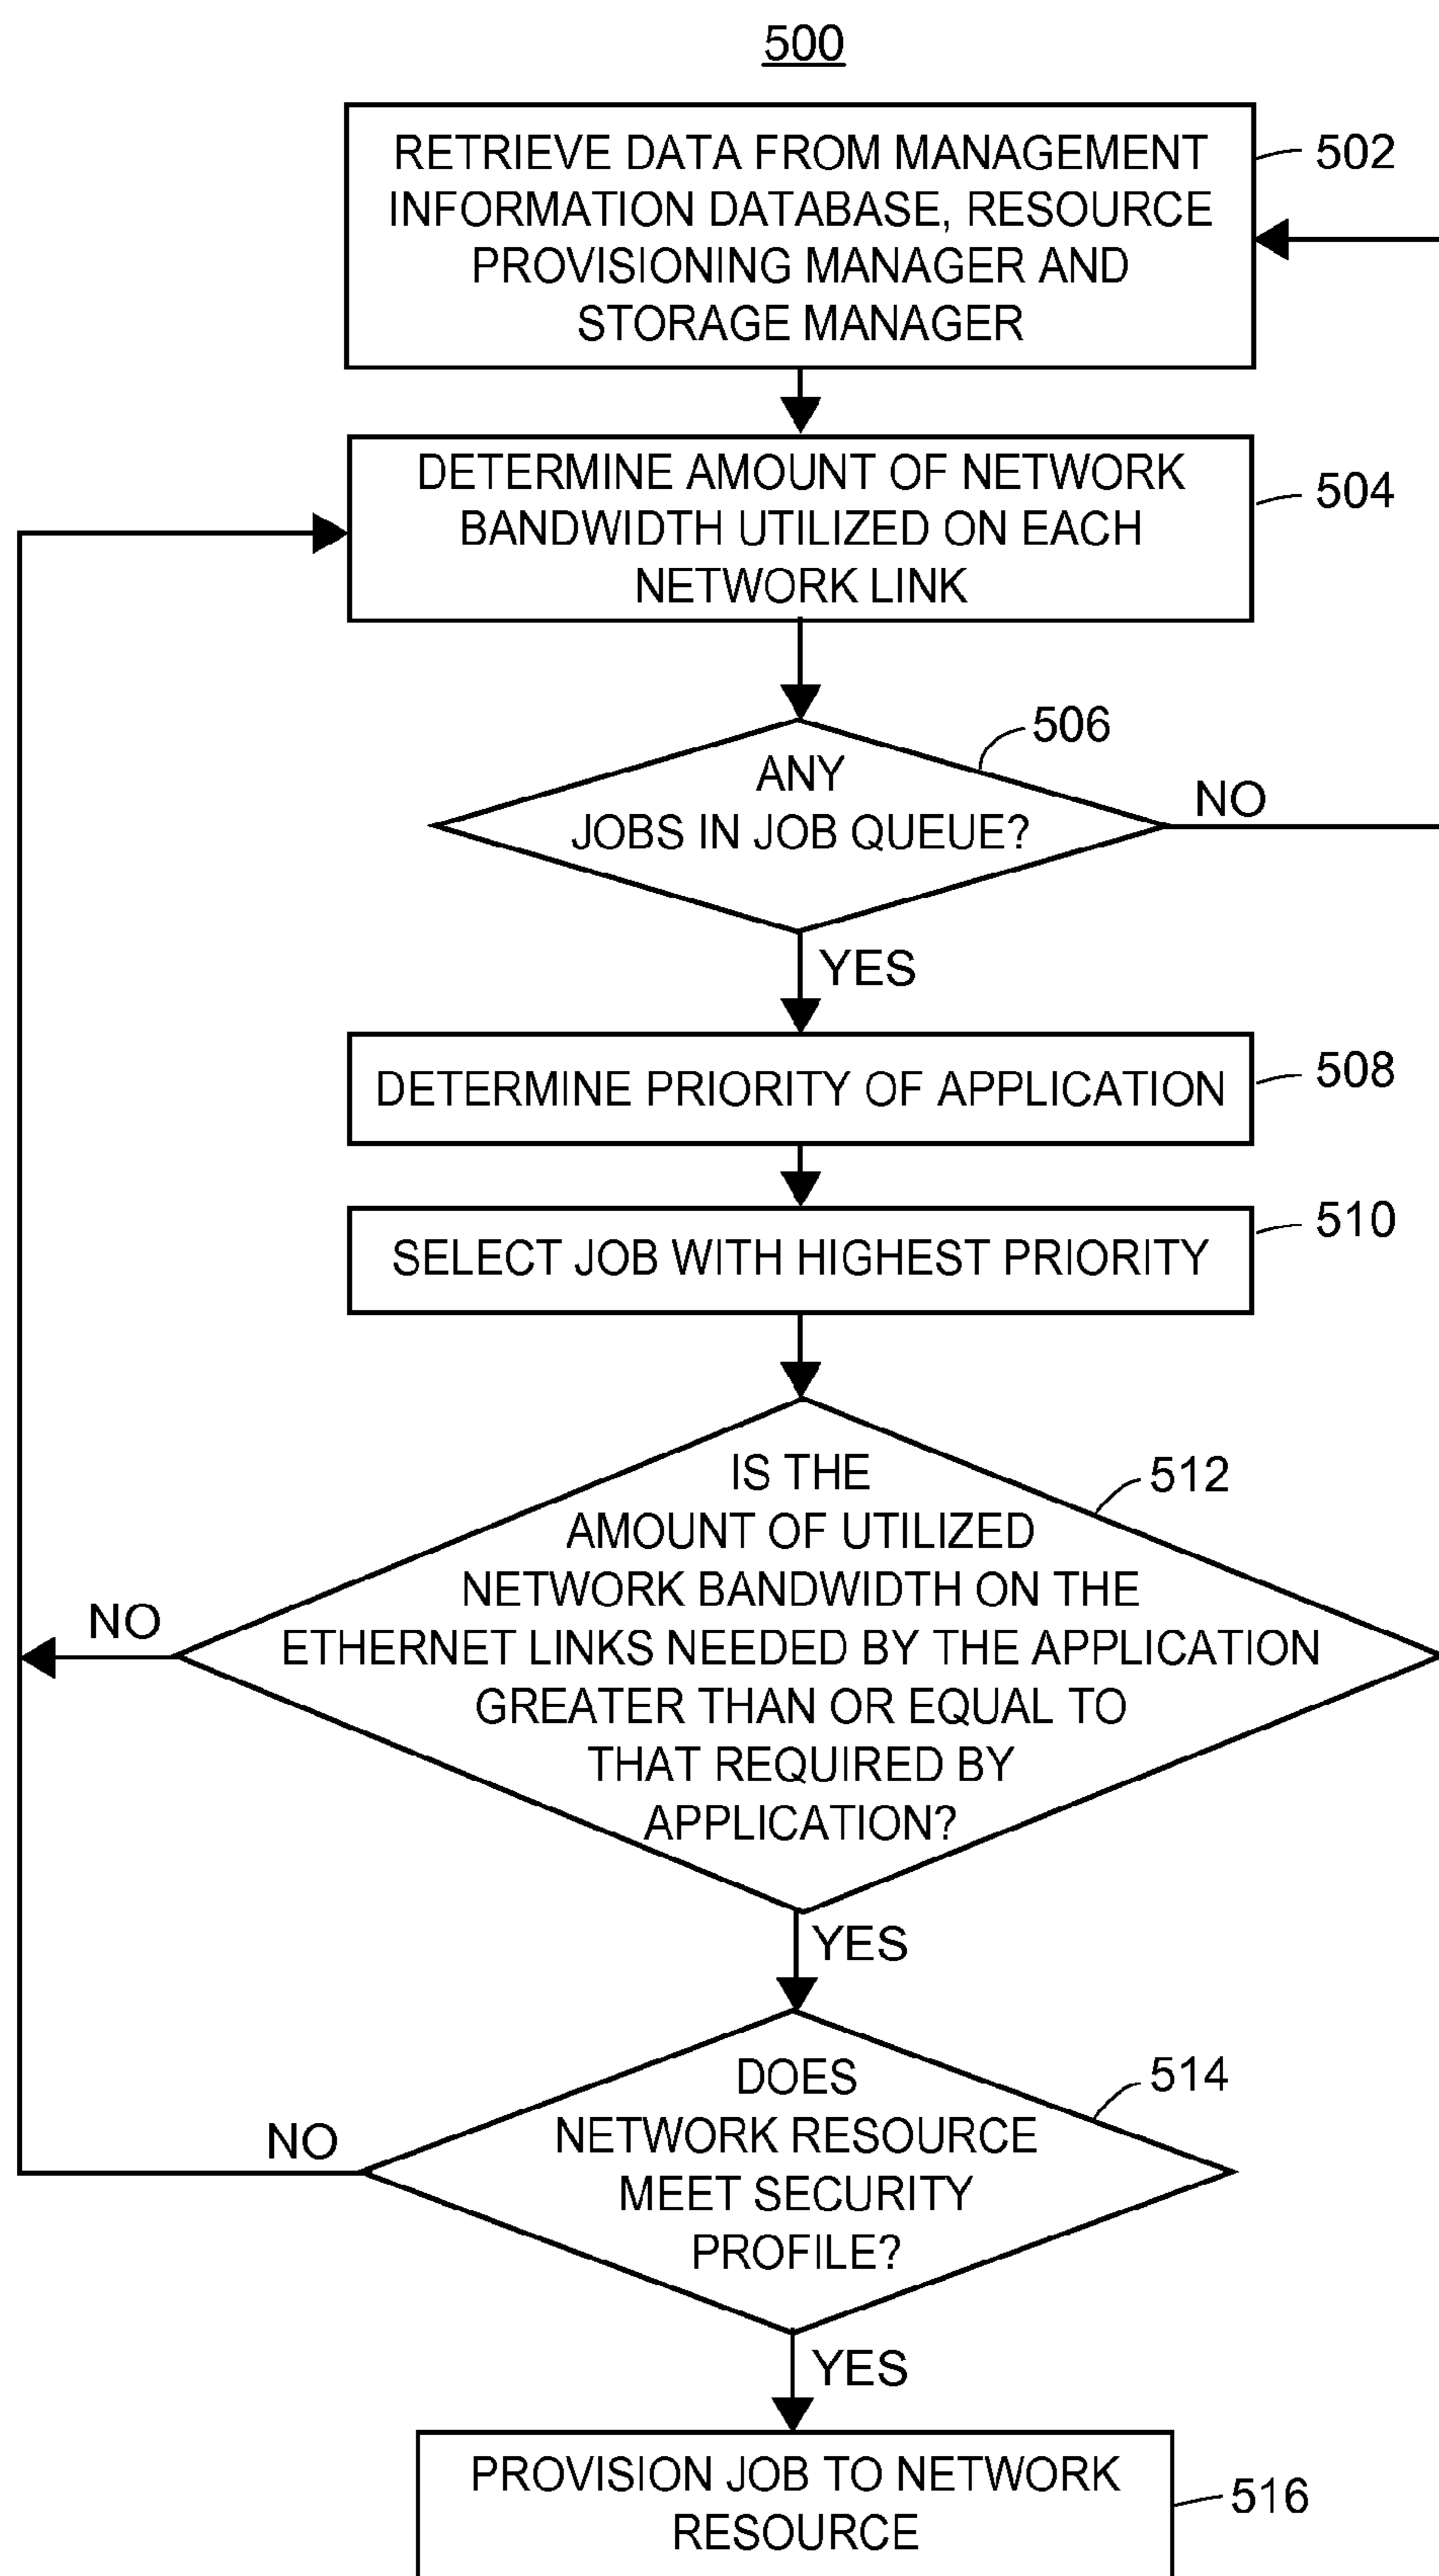 500
RETRIEVE DATA FROM MANAGEMENT
INFORMATION DATABASE, RESOURCE
PROVISIONING MANAGER AND
STORAGE MANAGER
502
DETERMINE AMOUNT OF NETWORK
BANDWIDTH UTILIZED ON EACH
NETWORK LINK
504
ANY
JOBS IN JOB QUEUE?
506
NO
YES
DETERMINE PRIORITY OF APPLICATION
508
SELECT JOB WITH HIGHEST PRIORITY
510
IS THE
AMOUNT OF UTILIZED
NETWORK BANDWIDTH ON THE
ETHERNET LINKS NEEDED BY THE APPLICATION
GREATER THAN OR EQUAL TO
THAT REQUIRED BY
APPLICATION?
512
NO
YES
DOES
NETWORK RESOURCE
MEET SECURITY
PROFILE?
514
NO
YES
PROVISION JOB TO NETWORK
RESOURCE
516